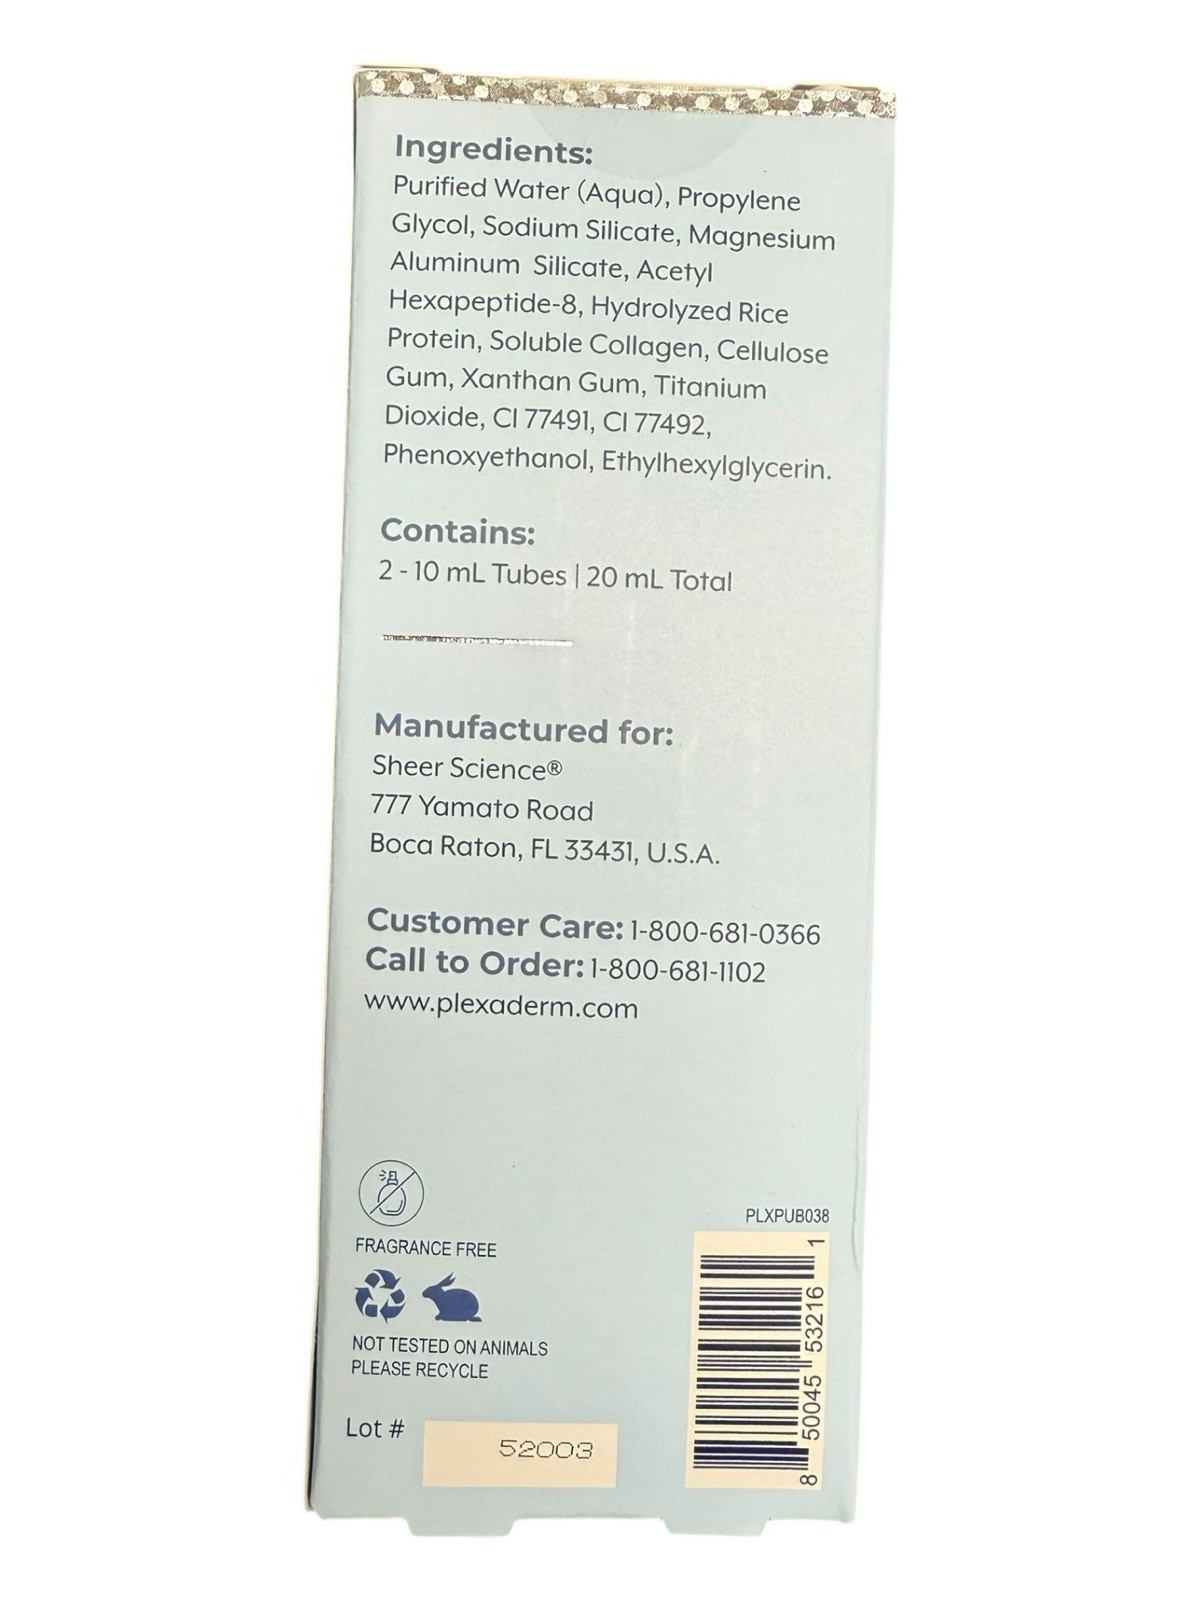 Ingredients:
Purified Water (Aqua), Propylene
Glycol, Sodium Silicate, Magnesium
Aluminum Silicate, Acetyl
Hexapeptide-8, Hydrolyzed Rice
Protein, Soluble Collagen, Cellulose
Gum, Xanthan Gum, Titanium
Dioxide, CI 77491, CI 77492,
Phenoxyethanol, Ethylhexylglycerin.
Contains:
2 - 10 mL Tubes | 20 mL Total
Manufactured for:
Sheer Science®
777 Yamato Road
Boca Raton, FL 33431, U.S.A.
Customer Care: 1-800-681-0366
Call to Order: 1-800-681-1102
www.plexaderm.com
FRAGRANCE FREE
NOT TESTED ON ANIMALS
PLEASE RECYCLE
Lot #
52003
PLXPUB038
8 50045 53216 1